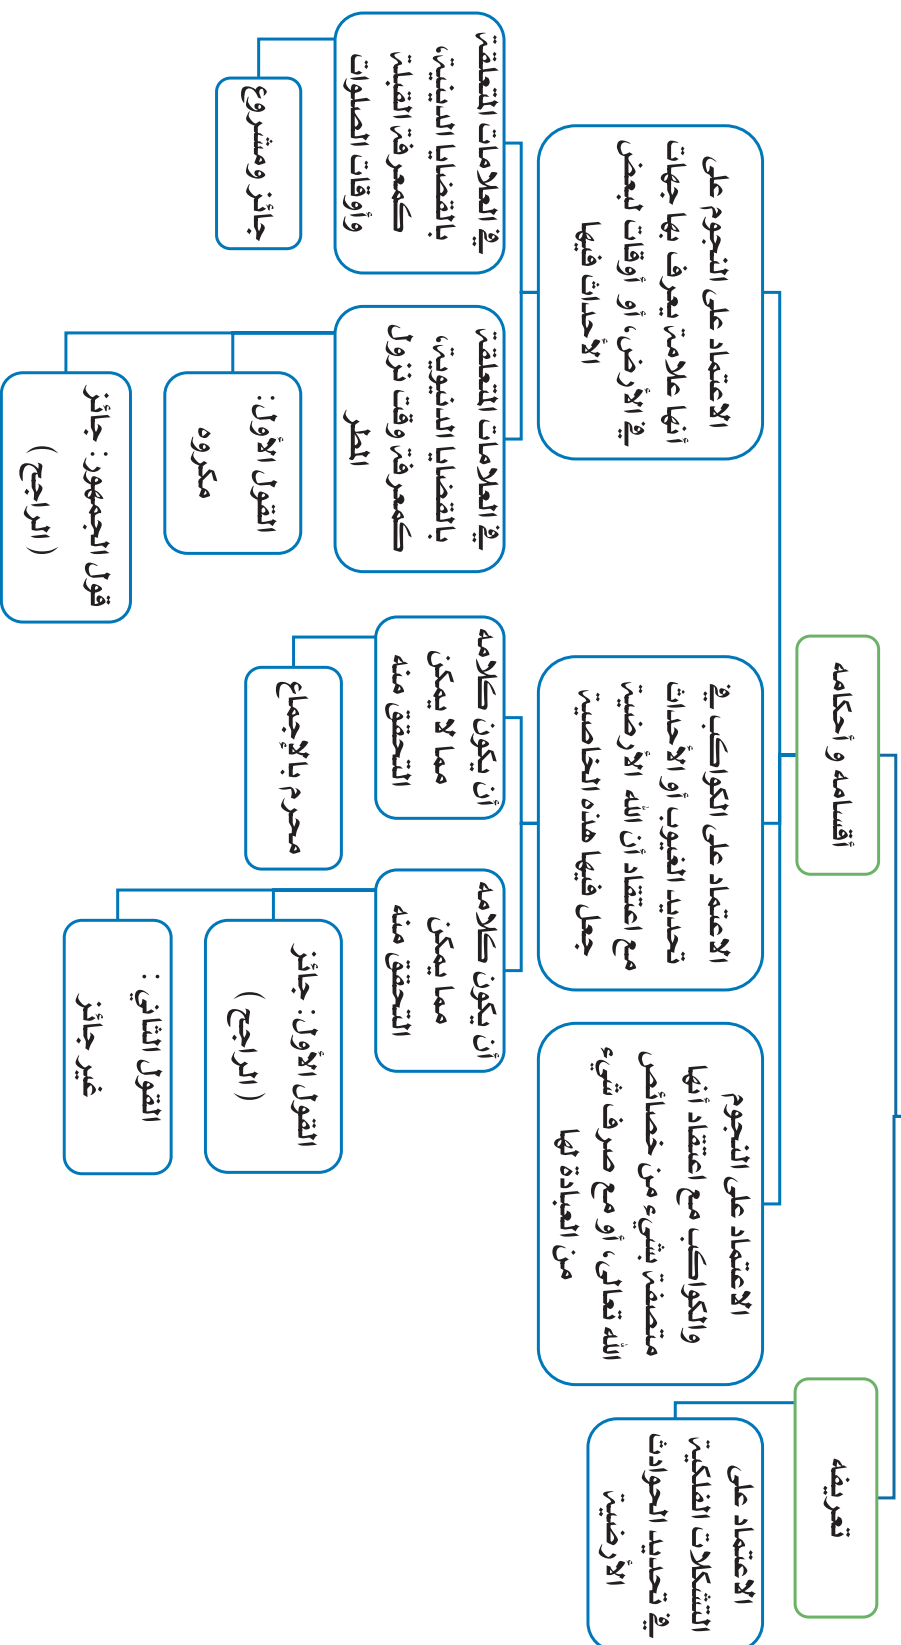 تعريفه
الاعتماد على
التشكلات الفلكية
في تحديد الحوادث
الأرضية
أقسامه و أحكامه
الاعتماد على النجوم
والكواكب مع اعتقاد أنها
متصفة بشيء من خصائص
الله تعالى، أو مع صرف شيء
من العبادة لها
الاعتماد على الكواكب في
تحديد الغيوب أو الأحداث
الأرضية مع اعتقاد أن الله
جعل فيها هذه الخاصية
أن يكون كلامه
مما يمكن
التحقق منه
القول الأول: جائز
( الراجح )
القول الثاني :
غير جائز
أن يكون كلامه
مما لا يمكن
التحقق منه
محرم بالإجماع
الاعتماد على النجوم على
أنها علامة يعرف بها جهات
في الأرض، أو أوقات لبعض
الأحداث فيها
في العلامات المتعلقة
بالقضايا الدنيوية،
كمعرفة وقت نزول
المطر
القول الأول:
مكروه
قول الجمهور: جائز
( الراجح )
في العلامات المتعلقة
بالقضايا الدينية،
كمعرفة القبلة
وأوقات الصلوات
جائز ومشروع